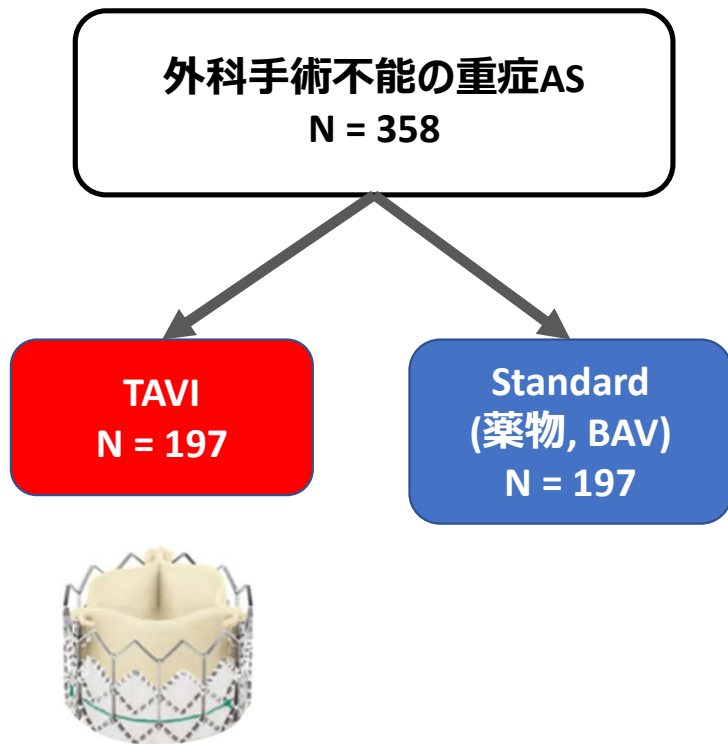 外科手術不能の重症AS
N = 358
TAVI
N = 197
Standard
(薬物, BAV)
N = 197